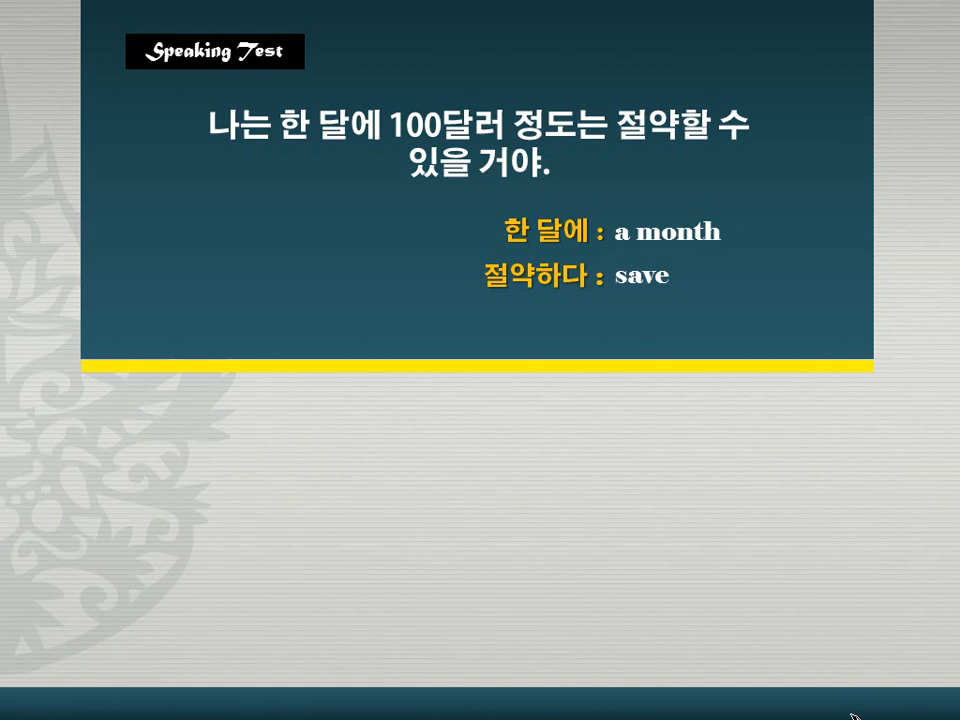 Speaking Test
나는 한 달에 100달러 정도는 절약할 수
있을 거야.
한 달에 : a month
절약하다 : save